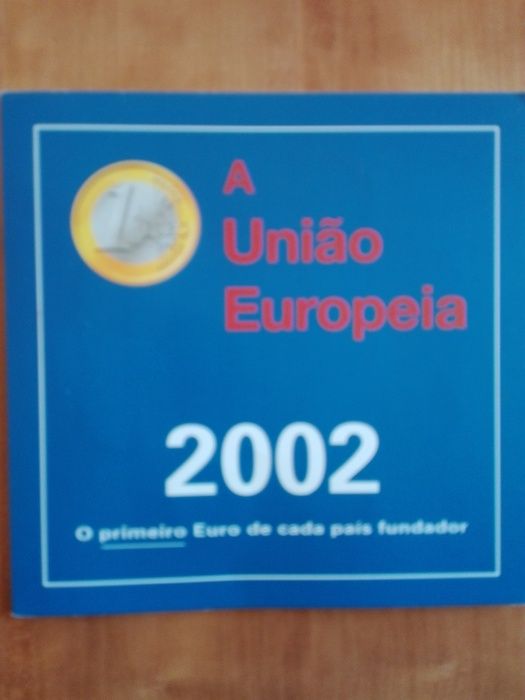 A
União
Europeia
2002
O primeiro Euro de cada país fundador